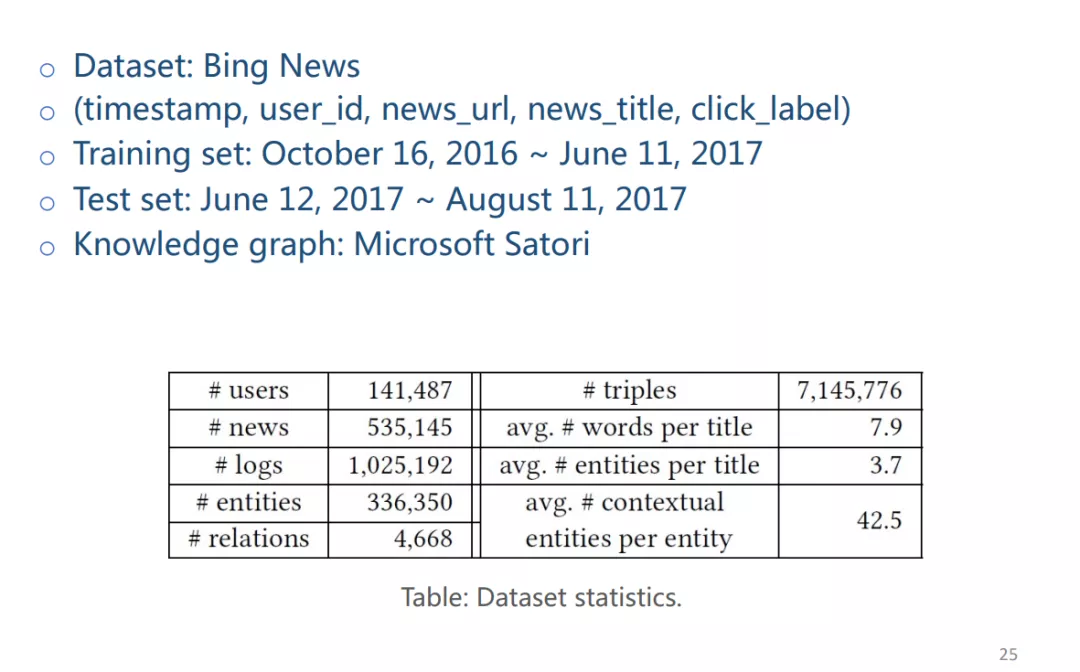 Dataset: Bing News
(timestamp, user_id, news_url, news_title, click_label)
Training set: October 16, 2016 ~ June 11, 2017
Test set: June 12, 2017 ~ August 11, 2017
Knowledge graph: Microsoft Satori
# users 141,487 # triples 7,145,776
# news 535,145 avg. # words per title 7.9
# logs 1,025,192 avg. # entities per title 3.7
# entities 336,350 avg. # contextual
# relations 4,668 entities per entity 42.5
Table: Dataset statistics.
25